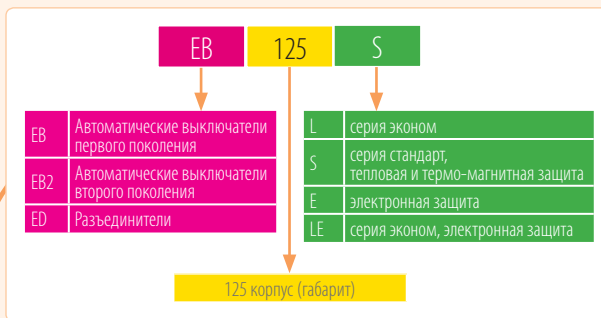 EB 125 S
EB Автоматические выключатели
первого поколения
EB2 Автоматические выключатели
второго поколения
ED Разъединители
L серия эконом
S серия стандарт,
тепловая и термо-магнитная защита
E электронная защита
LE серия эконом, электронная защита
125 корпус (габарит)